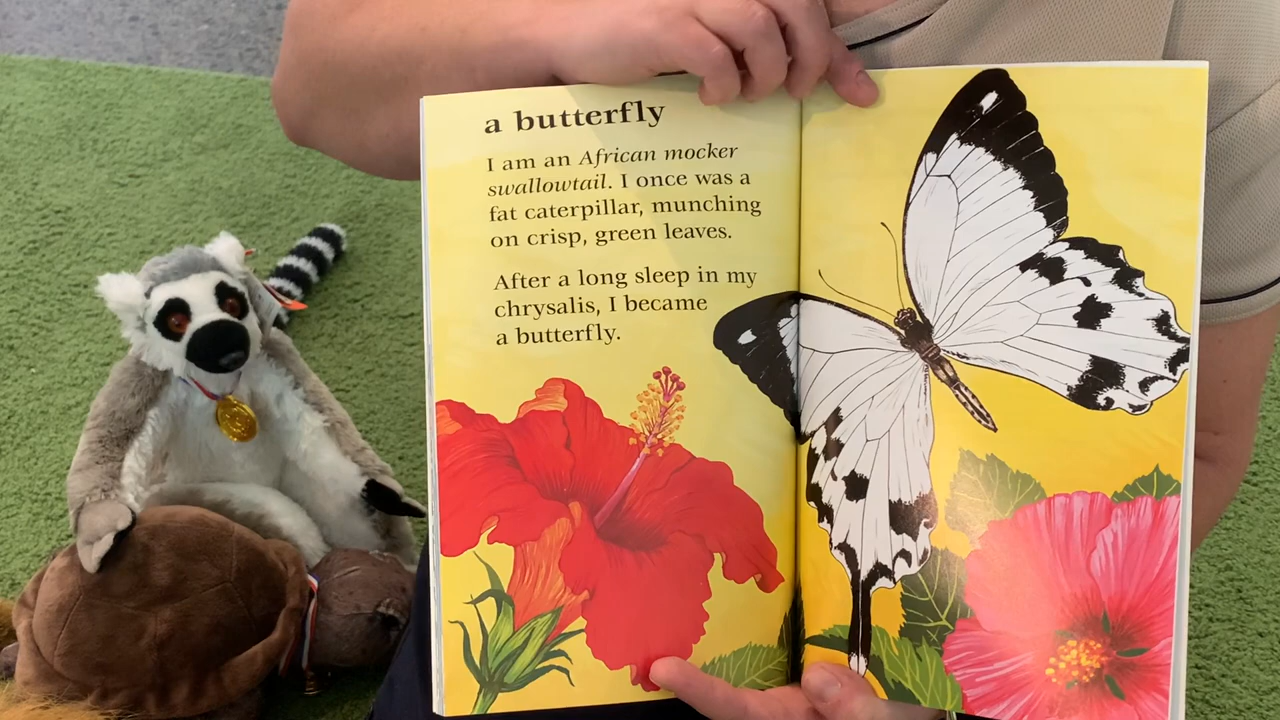 a butterfly
I am an African mocker
swallowtail. I once was a
fat caterpillar, munching
on crisp, green leaves.
After a long sleep in my
chrysalis, I became
a butterfly.